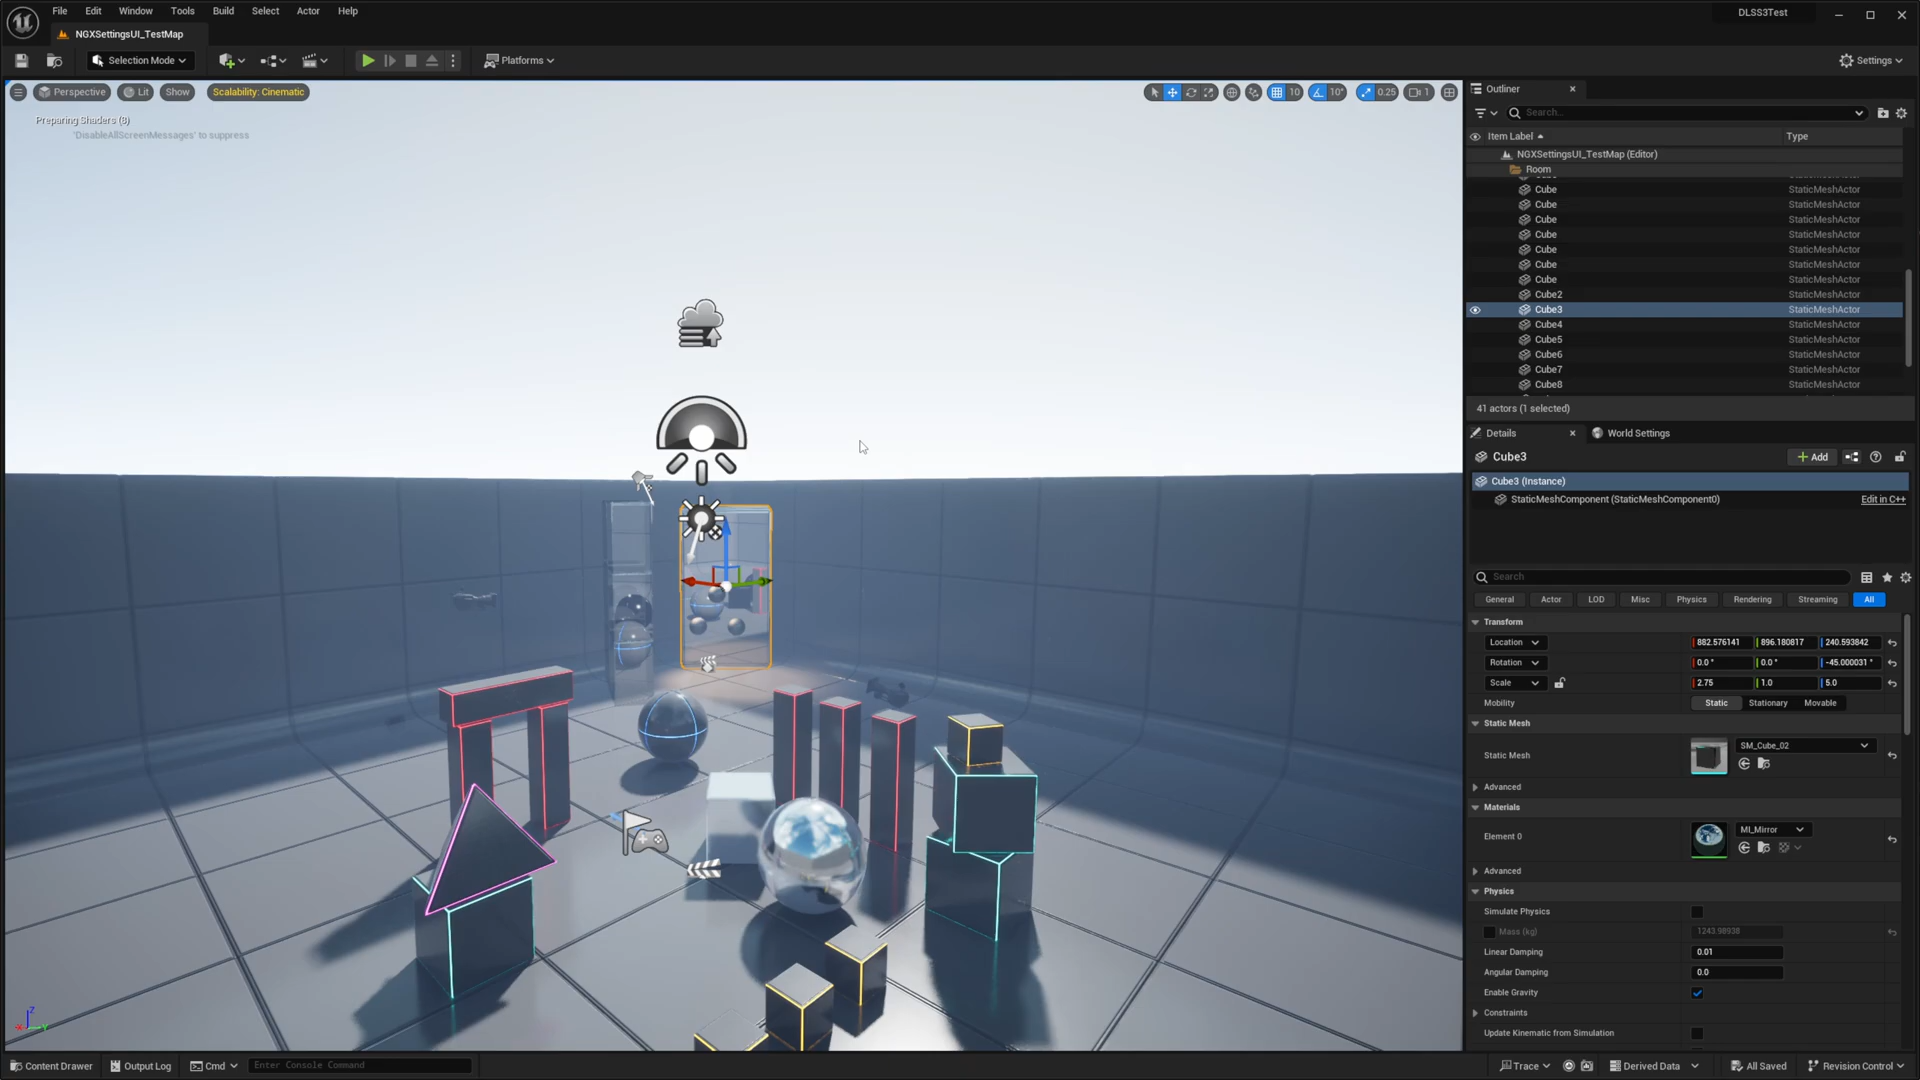 File Edit Window Tools Build Select Actor Help
DLSS3Test
NGXSettingsUI_TestMap
Selection Mode
Platforms
Settings
Perspective Lit Show Scalability: Cinematic
10 10° 0.25 1
Preparing Shaders (8)
'DisableAllScreenMessages' to suppress
Outliner
Search...
Item Label Type
NGXSettingsUI_TestMap (Editor)
Room
Cube StaticMeshActor
Cube StaticMeshActor
Cube StaticMeshActor
Cube StaticMeshActor
Cube StaticMeshActor
Cube StaticMeshActor
Cube StaticMeshActor
Cube2 StaticMeshActor
Cube3 StaticMeshActor
Cube4 StaticMeshActor
Cube5 StaticMeshActor
Cube6 StaticMeshActor
Cube7 StaticMeshActor
Cube8 StaticMeshActor
41 actors (1 selected)
Details World Settings
Cube3
Add
Cube3 (Instance)
StaticMeshComponent (StaticMeshComponent0) Edit in C++
Search
General Actor LOD Misc Physics Rendering Streaming All
Transform
Location 882.576141 896.180817 240.593842
Rotation 0.0 ° 0.0 ° -45.000031 °
Scale 2.75 1.0 5.0
Mobility Static Stationary Movable
Static Mesh
Static Mesh SM_Cube_02
Advanced
Materials
Element 0 MI_Mirror
Advanced
Physics
Simulate Physics
Mass (kg) 1243.98938
Linear Damping 0.01
Angular Damping 0.0
Enable Gravity
Constraints
Update Kinematic from Simulation
Z
X Y
Content Drawer Output Log Cmd Enter Console Command
Trace Derived Data All Saved Revision Control